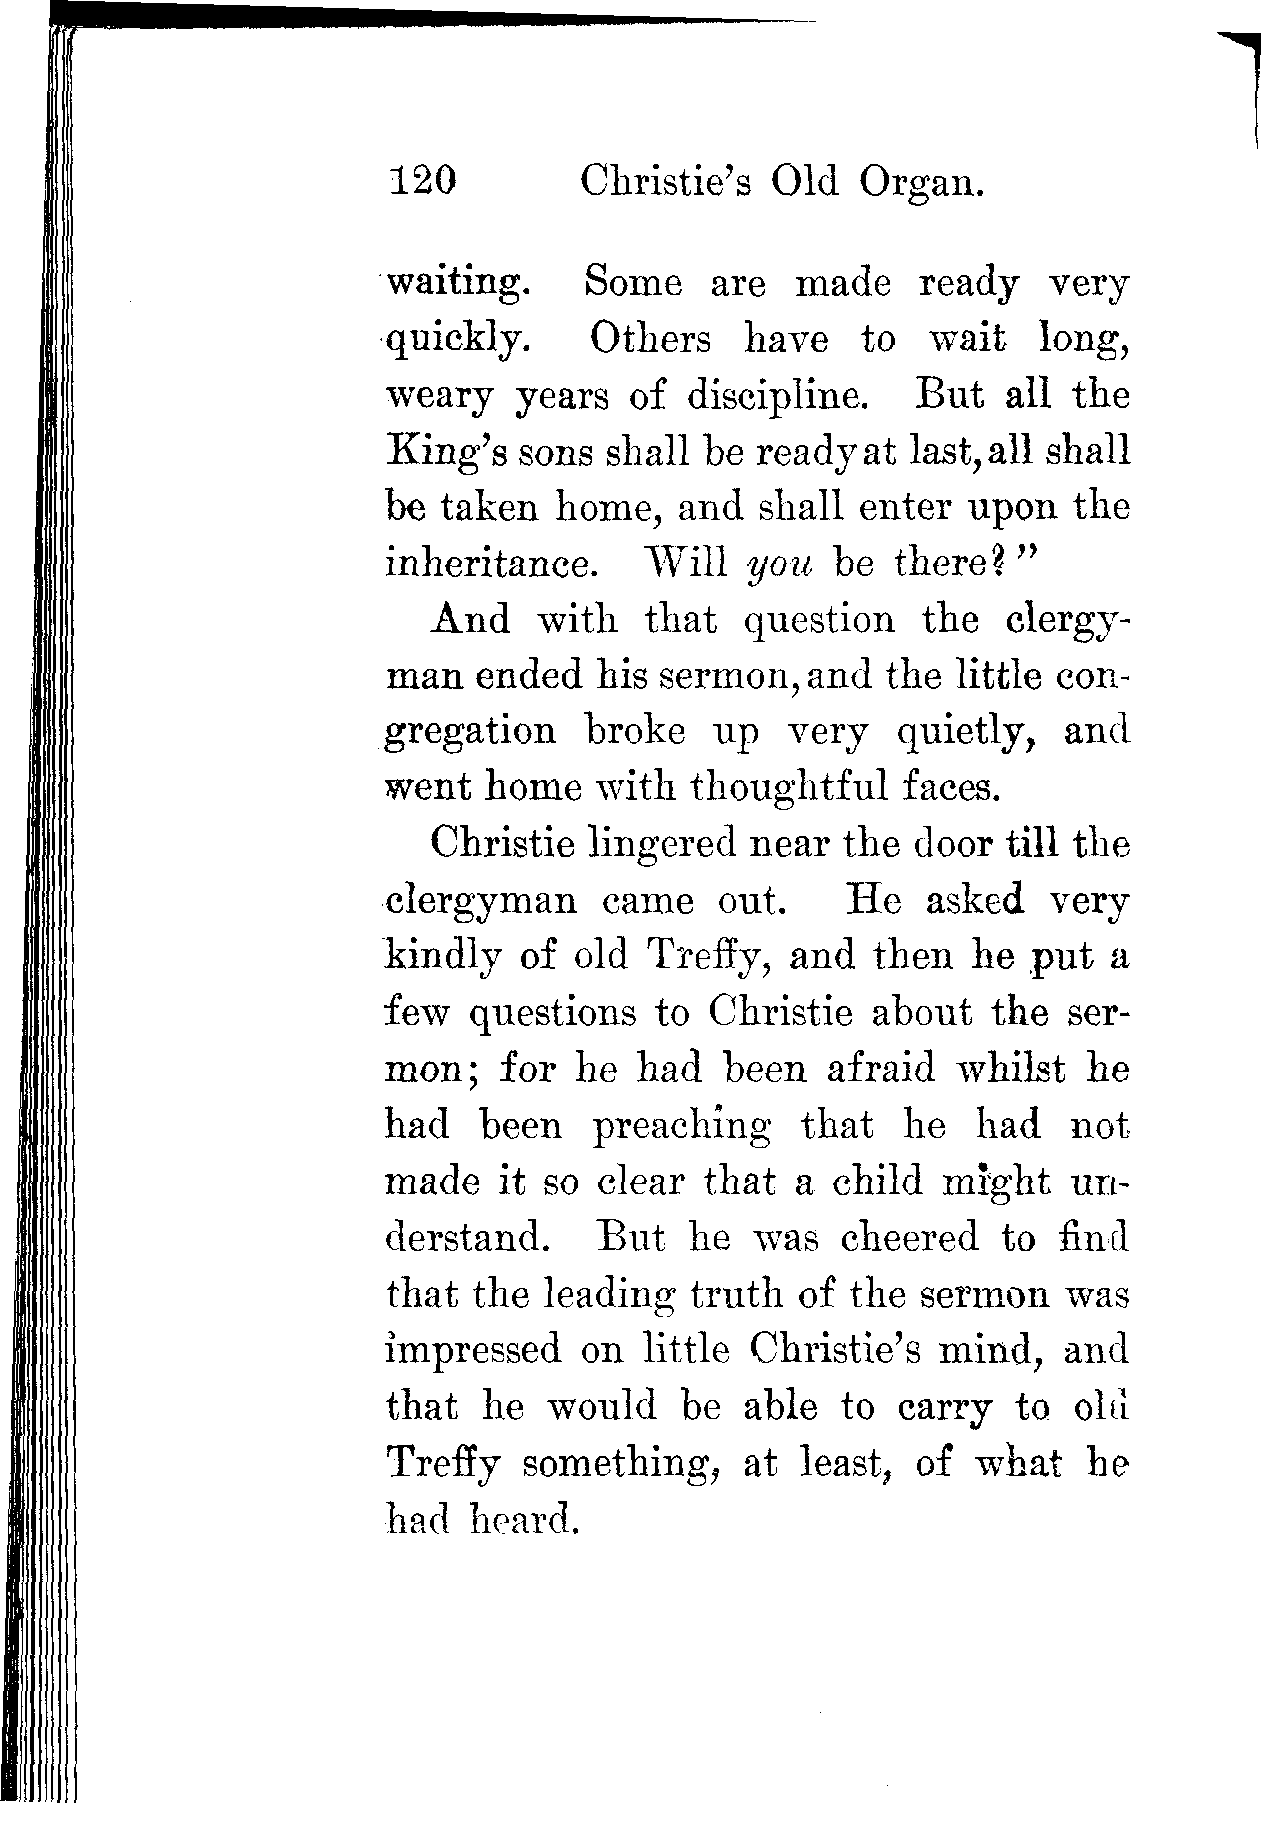 120 Christie's Old Organ.
waiting. Some are made ready very
quickly. Others have to wait long,
weary years of discipline. But all the
King's sons shall be ready at last, all shall
be taken home, and shall enter upon the
inheritance. Will you be there?"
And with that question the clergy-
man ended his sermon, and the little con-
gregation broke up very quietly, and
went home with thoughtful faces.
Christie lingered near the door till the
clergyman came out. He asked very
kindly of old Treffy, and then he put a
few questions to Christie about the ser-
mon; for he had been afraid whilst he
had been preaching that he had not
made it so clear that a child might un-
derstand. But he was cheered to find
that the leading truth of the sermon was
impressed on little Christie's mind, and
that he would be able to carry to old
Treffy something, at least, of what he
had heard.